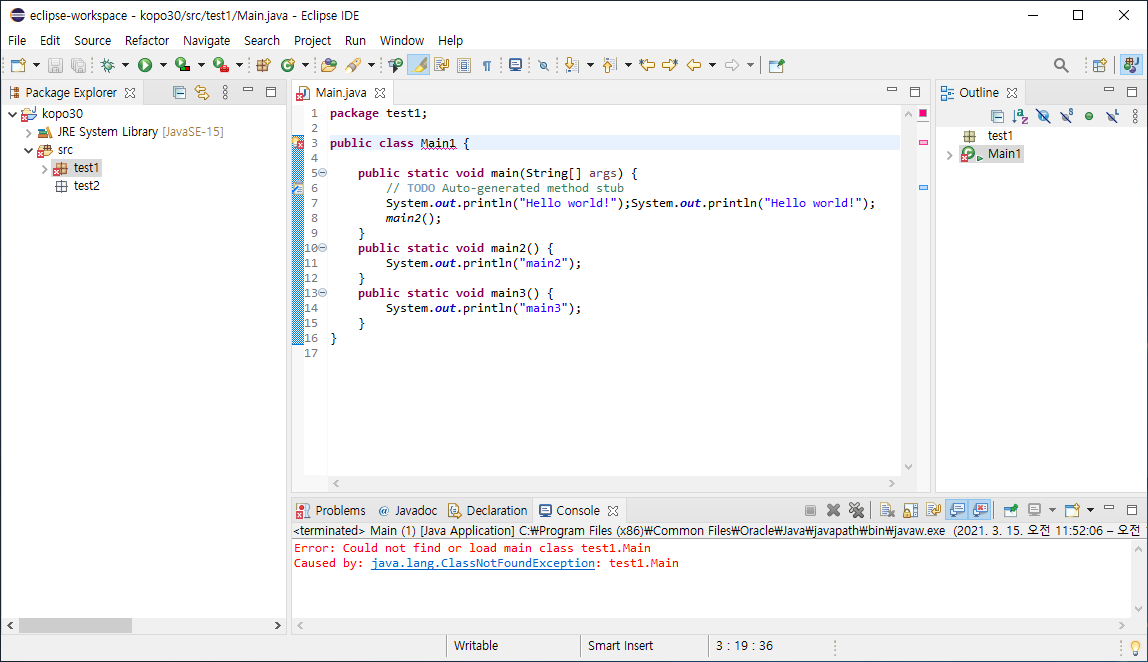 eclipse-workspace - kopo30/src/test1/Main.java - Eclipse IDE
File Edit Source Refactor Navigate Search Project Run Window Help
Package Explorer
kopo30
JRE System Library [JavaSE-15]
src
test1
test2
Main.java
1 package test1;
2
3 public class Main1 {
4
5 public static void main(String[] args) {
6 // TODO Auto-generated method stub
7 System.out.println("Hello world!");System.out.println("Hello world!");
8 main2();
9 }
10 public static void main2() {
11 System.out.println("main2");
12 }
13 public static void main3() {
14 System.out.println("main3");
15 }
16 }
17
Outline
test1
Main1
Problems @ Javadoc Declaration Console
<terminated> Main (1) [Java Application] C:₩Program Files (x86)₩Common Files₩Oracle₩Java₩javapath₩bin₩javaw.exe (2021. 3. 15. 오전 11:52:06 – 오전
Error: Could not find or load main class test1.Main
Caused by: java.lang.ClassNotFoundException: test1.Main
Writable Smart Insert 3 : 19 : 36